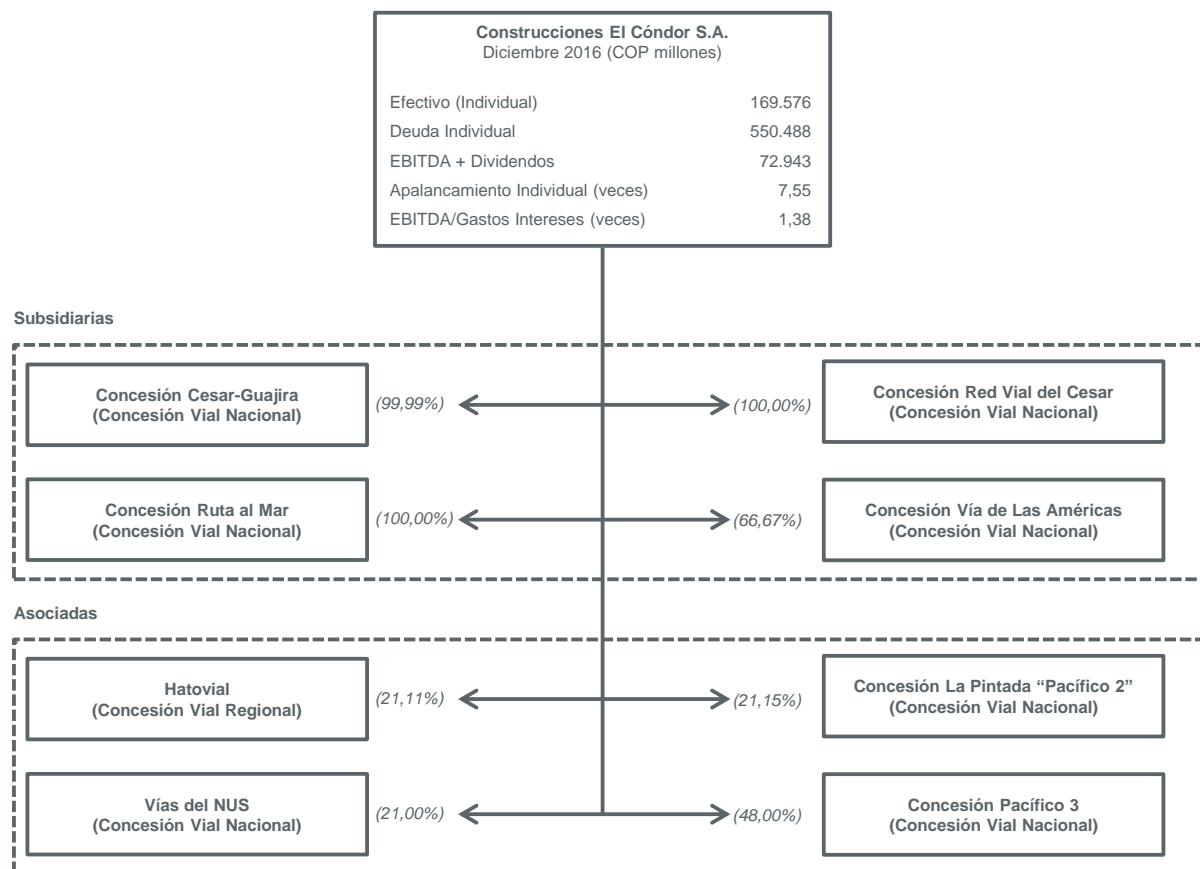 Construcciones El Cóndor S.A.
Diciembre 2016 (COP millones)
Efectivo (Individual) 169.576
Deuda Individual 550.488
EBITDA + Dividendos 72.943
Apalancamiento Individual (veces) 7,55
EBITDA/Gastos Intereses (veces) 1,38
Subsidiarias
Concesión Cesar-Guajira
(Concesión Vial Nacional)
(99,99%)
(100,00%)
Concesión Red Vial del Cesar
(Concesión Vial Nacional)
Concesión Ruta al Mar
(Concesión Vial Nacional)
(100,00%)
(66,67%)
Concesión Vía de Las Américas
(Concesión Vial Nacional)
Asociadas
Hatovial
(Concesión Vial Regional)
(21,11%)
(21,15%)
Concesión La Pintada “Pacífico 2”
(Concesión Vial Nacional)
Vías del NUS
(Concesión Vial Nacional)
(21,00%)
(48,00%)
Concesión Pacífico 3
(Concesión Vial Nacional)